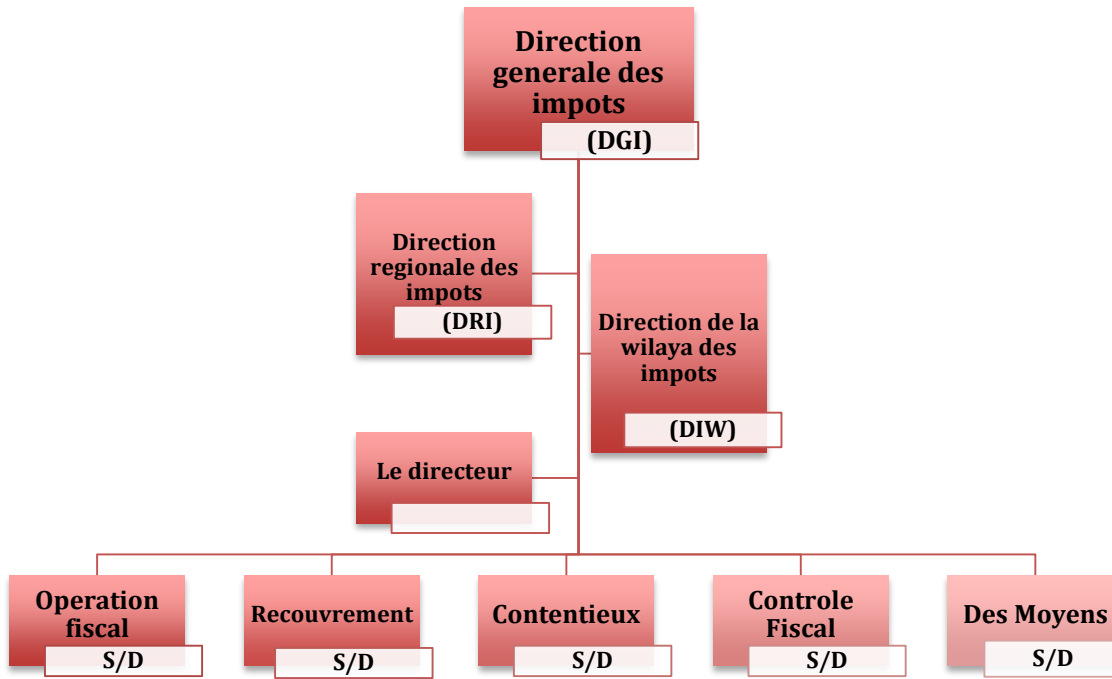 Direction
generale des
impots
(DGI)
Direction
regionale des
impots
(DRI)
Direction de la
wilaya des
impots
(DIW)
Le directeur
Operation
fiscal
S/D
Recouvrement
S/D
Contentieux
S/D
Controle
Fiscal
S/D
Des Moyens
S/D